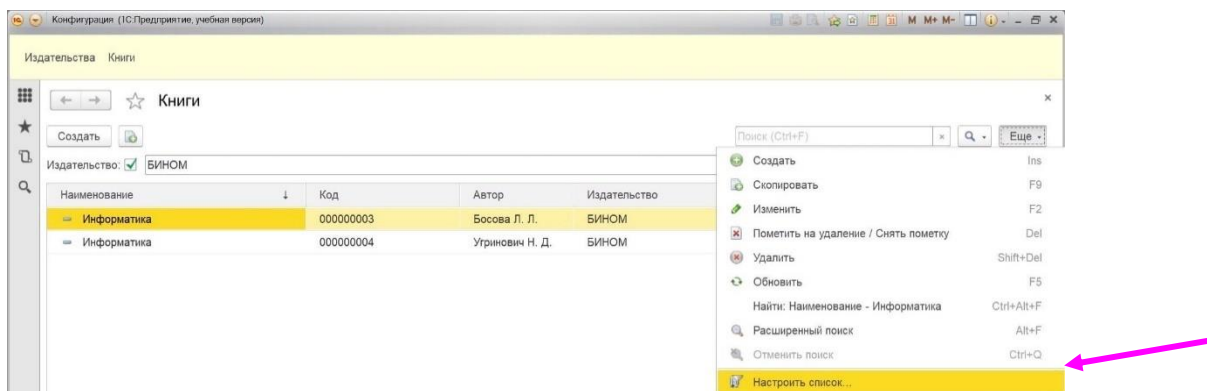 Конфигурация (1С:Предприятие, учебная версия) M M+ M-
Издательства Книги
Книги
Создать Поиск (Ctrl+F) Еще
Издательство: БИНОМ
Наименование Код Автор Издательство
Информатика 000000003 Босова Л. Л. БИНОМ
Информатика 000000004 Угринович Н. Д. БИНОМ
Создать Ins
Скопировать F9
Изменить F2
Пометить на удаление / Снять пометку Del
Удалить Shift+Del
Обновить F5
Найти: Наименование - Информатика Ctrl+Alt+F
Расширенный поиск Alt+F
Отменить поиск Ctrl+Q
Настроить список...